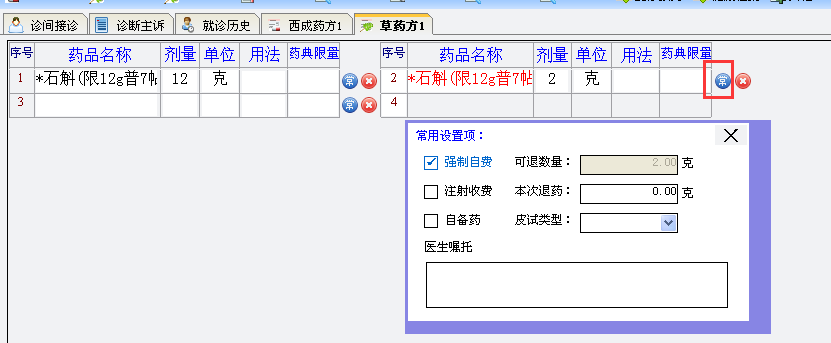 诊间接诊 诊断主诉 就诊历史 西成药方1 草药方1
序号 药品名称 剂量 单位 用法 药典限量 序号 药品名称 剂量 单位 用法 药典限量
1 *石斛(限12g普7帖 12 克 常 2 *石斛(限12g普7帖 2 克 常
3 常 4
常用设置项：
强制自费 可退数量： 2.00 克
注射收费 本次退药： 0.00 克
自备药 皮试类型：
医生嘱托